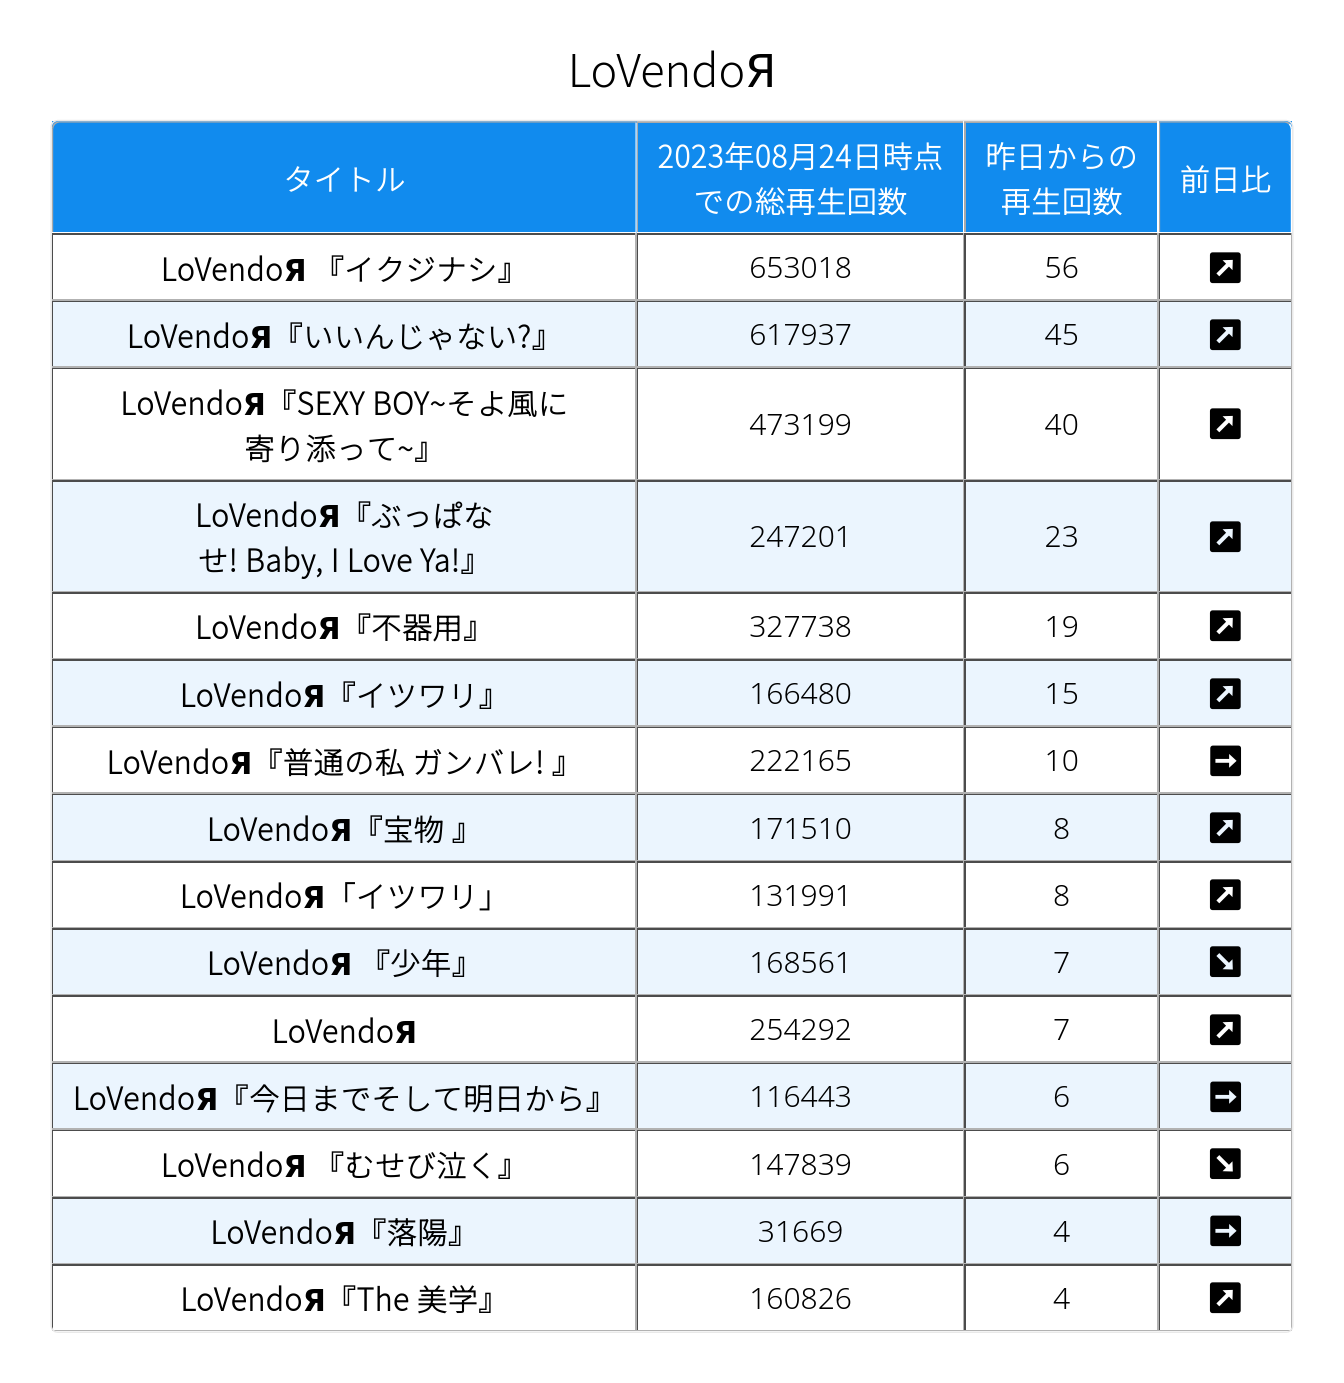 LoVendoЯ
タイトル
2023年08月24日時点
での総再生回数
昨日からの
再生回数
前日比
LoVendoЯ 『イクジナシ』
653018
56
↗
LoVendoЯ『いいんじゃない?』
617937
45
↗
LoVendoЯ『SEXY BOY~そよ風に
寄り添って~』
473199
40
↗
LoVendoЯ『ぶっぱな
せ! Baby, I Love Ya!』
247201
23
↗
LoVendoЯ『不器用』
327738
19
↗
LoVendoЯ『イツワリ』
166480
15
↗
LoVendoЯ『普通の私 ガンバレ! 』
222165
10
→
LoVendoЯ『宝物 』
171510
8
↗
LoVendoЯ「イツワリ」
131991
8
↗
LoVendoЯ 『少年』
168561
7
↘
LoVendoЯ
254292
7
↗
LoVendoЯ『今日までそして明日から』
116443
6
→
LoVendoЯ 『むせび泣く』
147839
6
↘
LoVendoЯ『落陽』
31669
4
→
LoVendoЯ『The 美学』
160826
4
↗